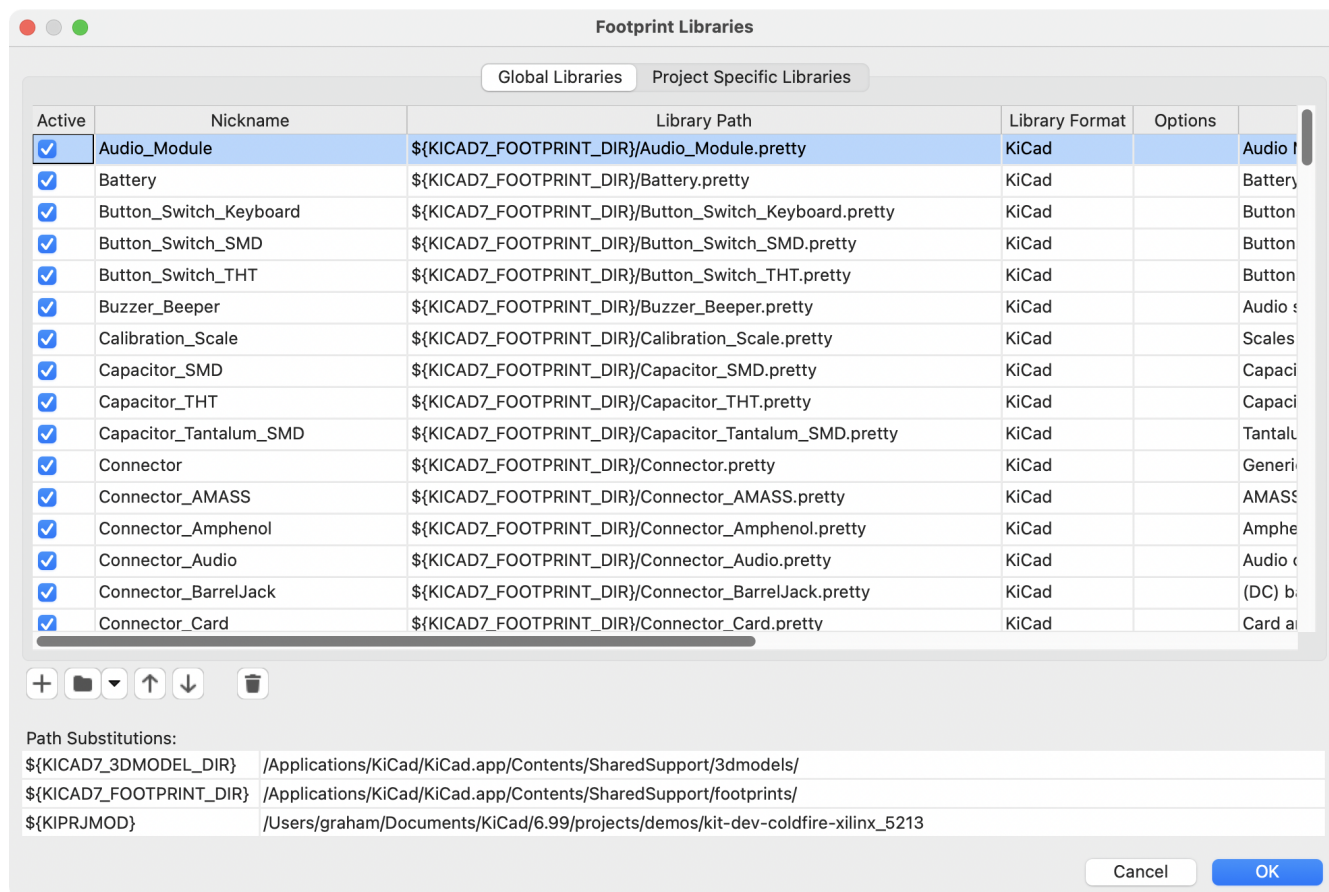 Footprint Libraries
Global Libraries Project Specific Libraries
Active Nickname Library Path Library Format Options
Audio_Module ${KICAD7_FOOTPRINT_DIR}/Audio_Module.pretty KiCad Audio
Battery ${KICAD7_FOOTPRINT_DIR}/Battery.pretty KiCad Battery
Button_Switch_Keyboard ${KICAD7_FOOTPRINT_DIR}/Button_Switch_Keyboard.pretty KiCad Button
Button_Switch_SMD ${KICAD7_FOOTPRINT_DIR}/Button_Switch_SMD.pretty KiCad Button
Button_Switch_THT ${KICAD7_FOOTPRINT_DIR}/Button_Switch_THT.pretty KiCad Button
Buzzer_Beeper ${KICAD7_FOOTPRINT_DIR}/Buzzer_Beeper.pretty KiCad Audio
Calibration_Scale ${KICAD7_FOOTPRINT_DIR}/Calibration_Scale.pretty KiCad Scales
Capacitor_SMD ${KICAD7_FOOTPRINT_DIR}/Capacitor_SMD.pretty KiCad Capaci
Capacitor_THT ${KICAD7_FOOTPRINT_DIR}/Capacitor_THT.pretty KiCad Capaci
Capacitor_Tantalum_SMD ${KICAD7_FOOTPRINT_DIR}/Capacitor_Tantalum_SMD.pretty KiCad Tantalu
Connector ${KICAD7_FOOTPRINT_DIR}/Connector.pretty KiCad Generi
Connector_AMASS ${KICAD7_FOOTPRINT_DIR}/Connector_AMASS.pretty KiCad AMASS
Connector_Amphenol ${KICAD7_FOOTPRINT_DIR}/Connector_Amphenol.pretty KiCad Amphe
Connector_Audio ${KICAD7_FOOTPRINT_DIR}/Connector_Audio.pretty KiCad Audio
Connector_BarrelJack ${KICAD7_FOOTPRINT_DIR}/Connector_BarrelJack.pretty KiCad (DC)
Connector_Card ${KICAD7_FOOTPRINT_DIR}/Connector_Card.pretty KiCad Card
Path Substitutions:
${KICAD7_3DMODEL_DIR} /Applications/KiCad/KiCad.app/Contents/SharedSupport/3dmodels/
${KICAD7_FOOTPRINT_DIR} /Applications/KiCad/KiCad.app/Contents/SharedSupport/footprints/
${KIPRJMOD} /Users/graham/Documents/KiCad/6.99/projects/demos/kit-dev-coldfire-xilinx_5213
Cancel OK